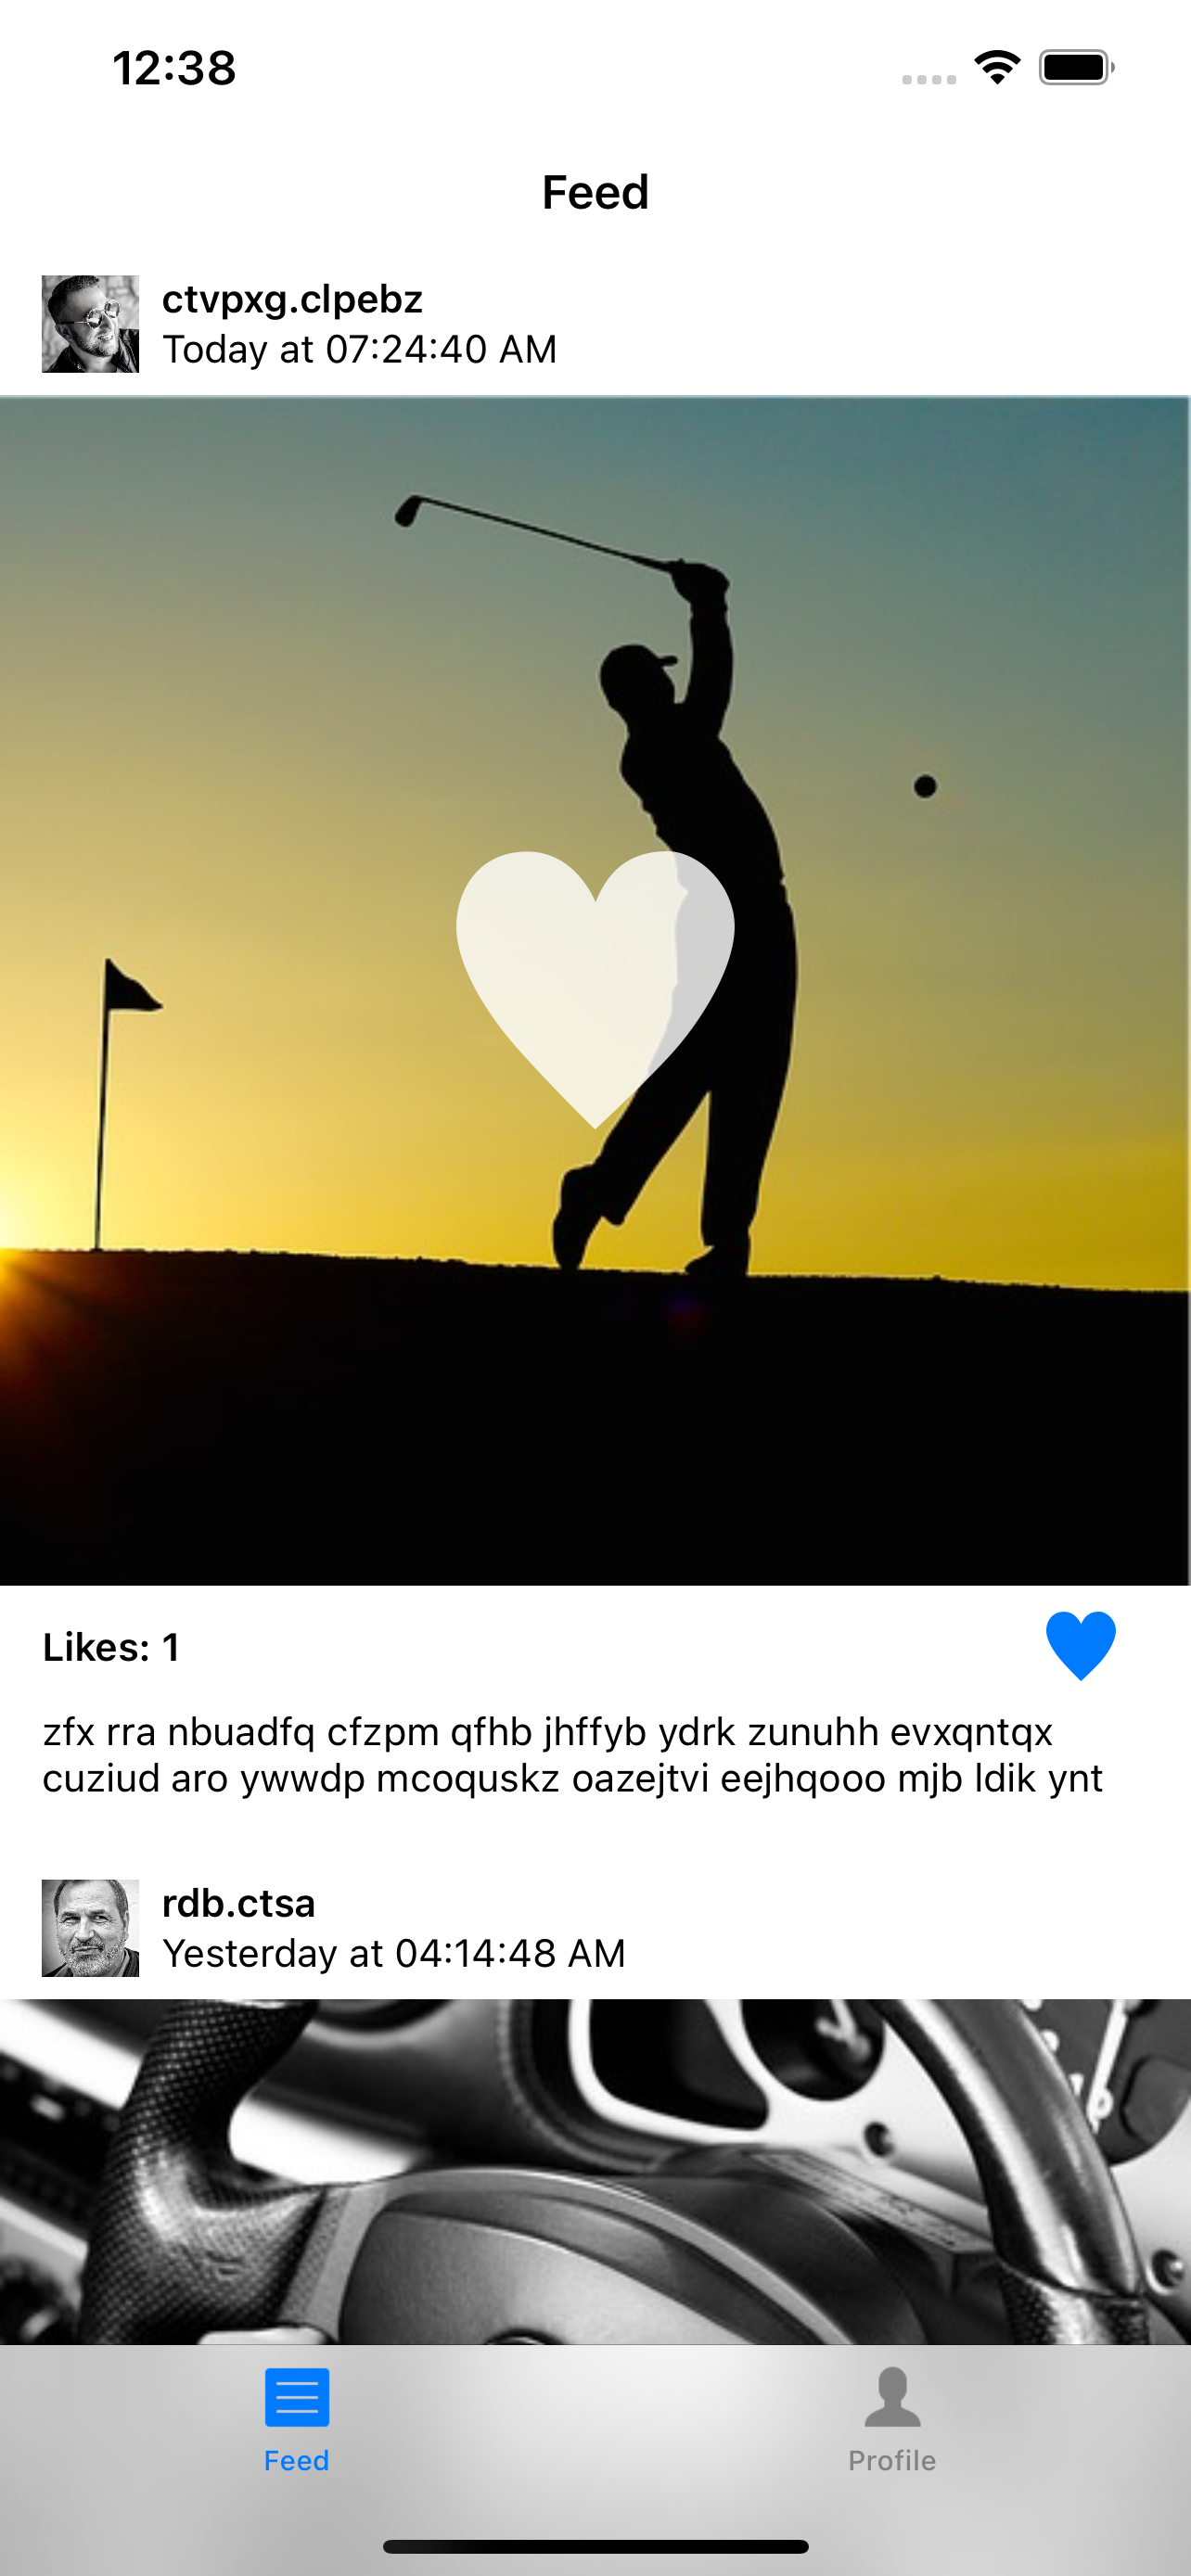 12:38
Feed
ctvpxg.clpebz
Today at 07:24:40 AM
Likes: 1
zfx rra nbuadfq cfzpm qfhb jhffyb ydrk zunuhh evxqntqx
cuziud aro ywwdp mcoquskz oazejtvi eejhqooo mjb ldik ynt
rdb.ctsa
Yesterday at 04:14:48 AM
Feed
Profile